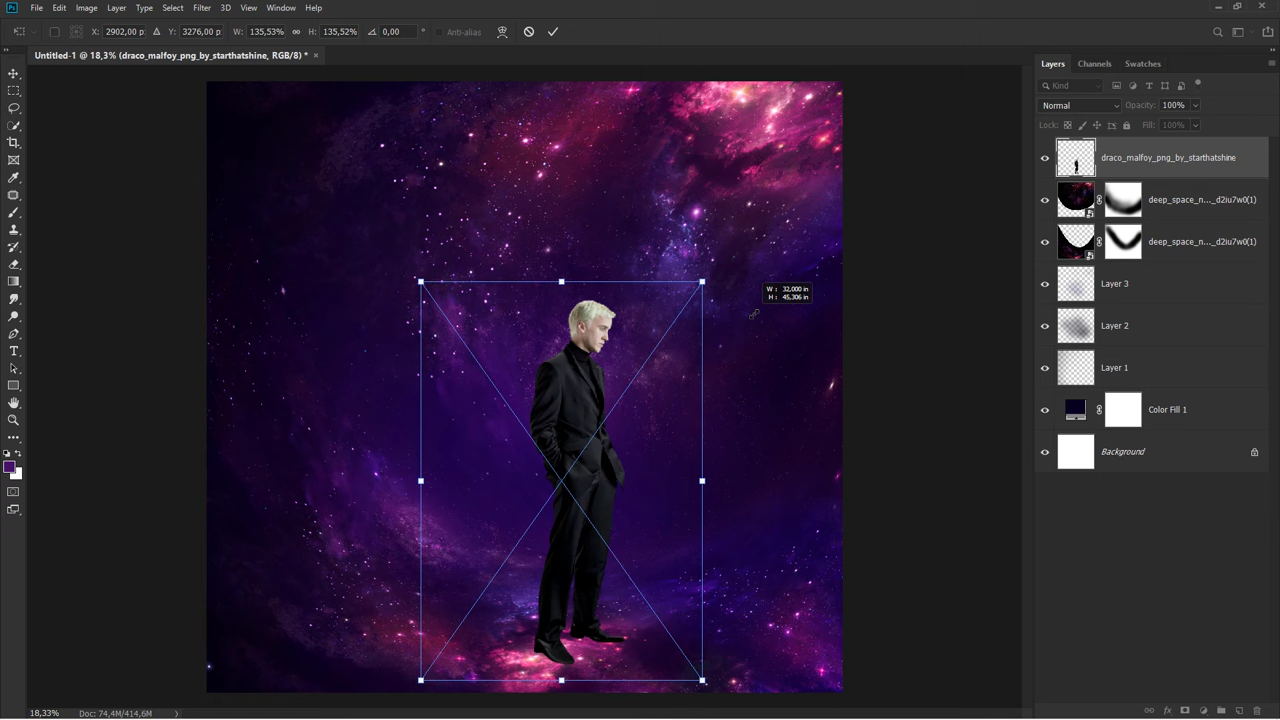 Ps File Edit Image Layer Type Select Filter 3D View Window Help
X: 2902,00 p: Y: 3276,00 p: W: 135,53% H: 135,52% 0,00 ° Anti-alias
Untitled-1 @ 18,3% (draco_malfoy_png_by_starthatshine, RGB/8) * ×
Layers Channels Swatches
Kind
Normal Opacity: 100%
Lock: Fill: 100%
draco_malfoy_png_by_starthatshine
deep_space_n..._d2iu7w0(1)
deep_space_n..._d2iu7w0(1)
Layer 3
W: 32,000 in
H: 45,306 in
Layer 2
Layer 1
Color Fill 1
Background
18,33% Doc: 74,4M/414,6M